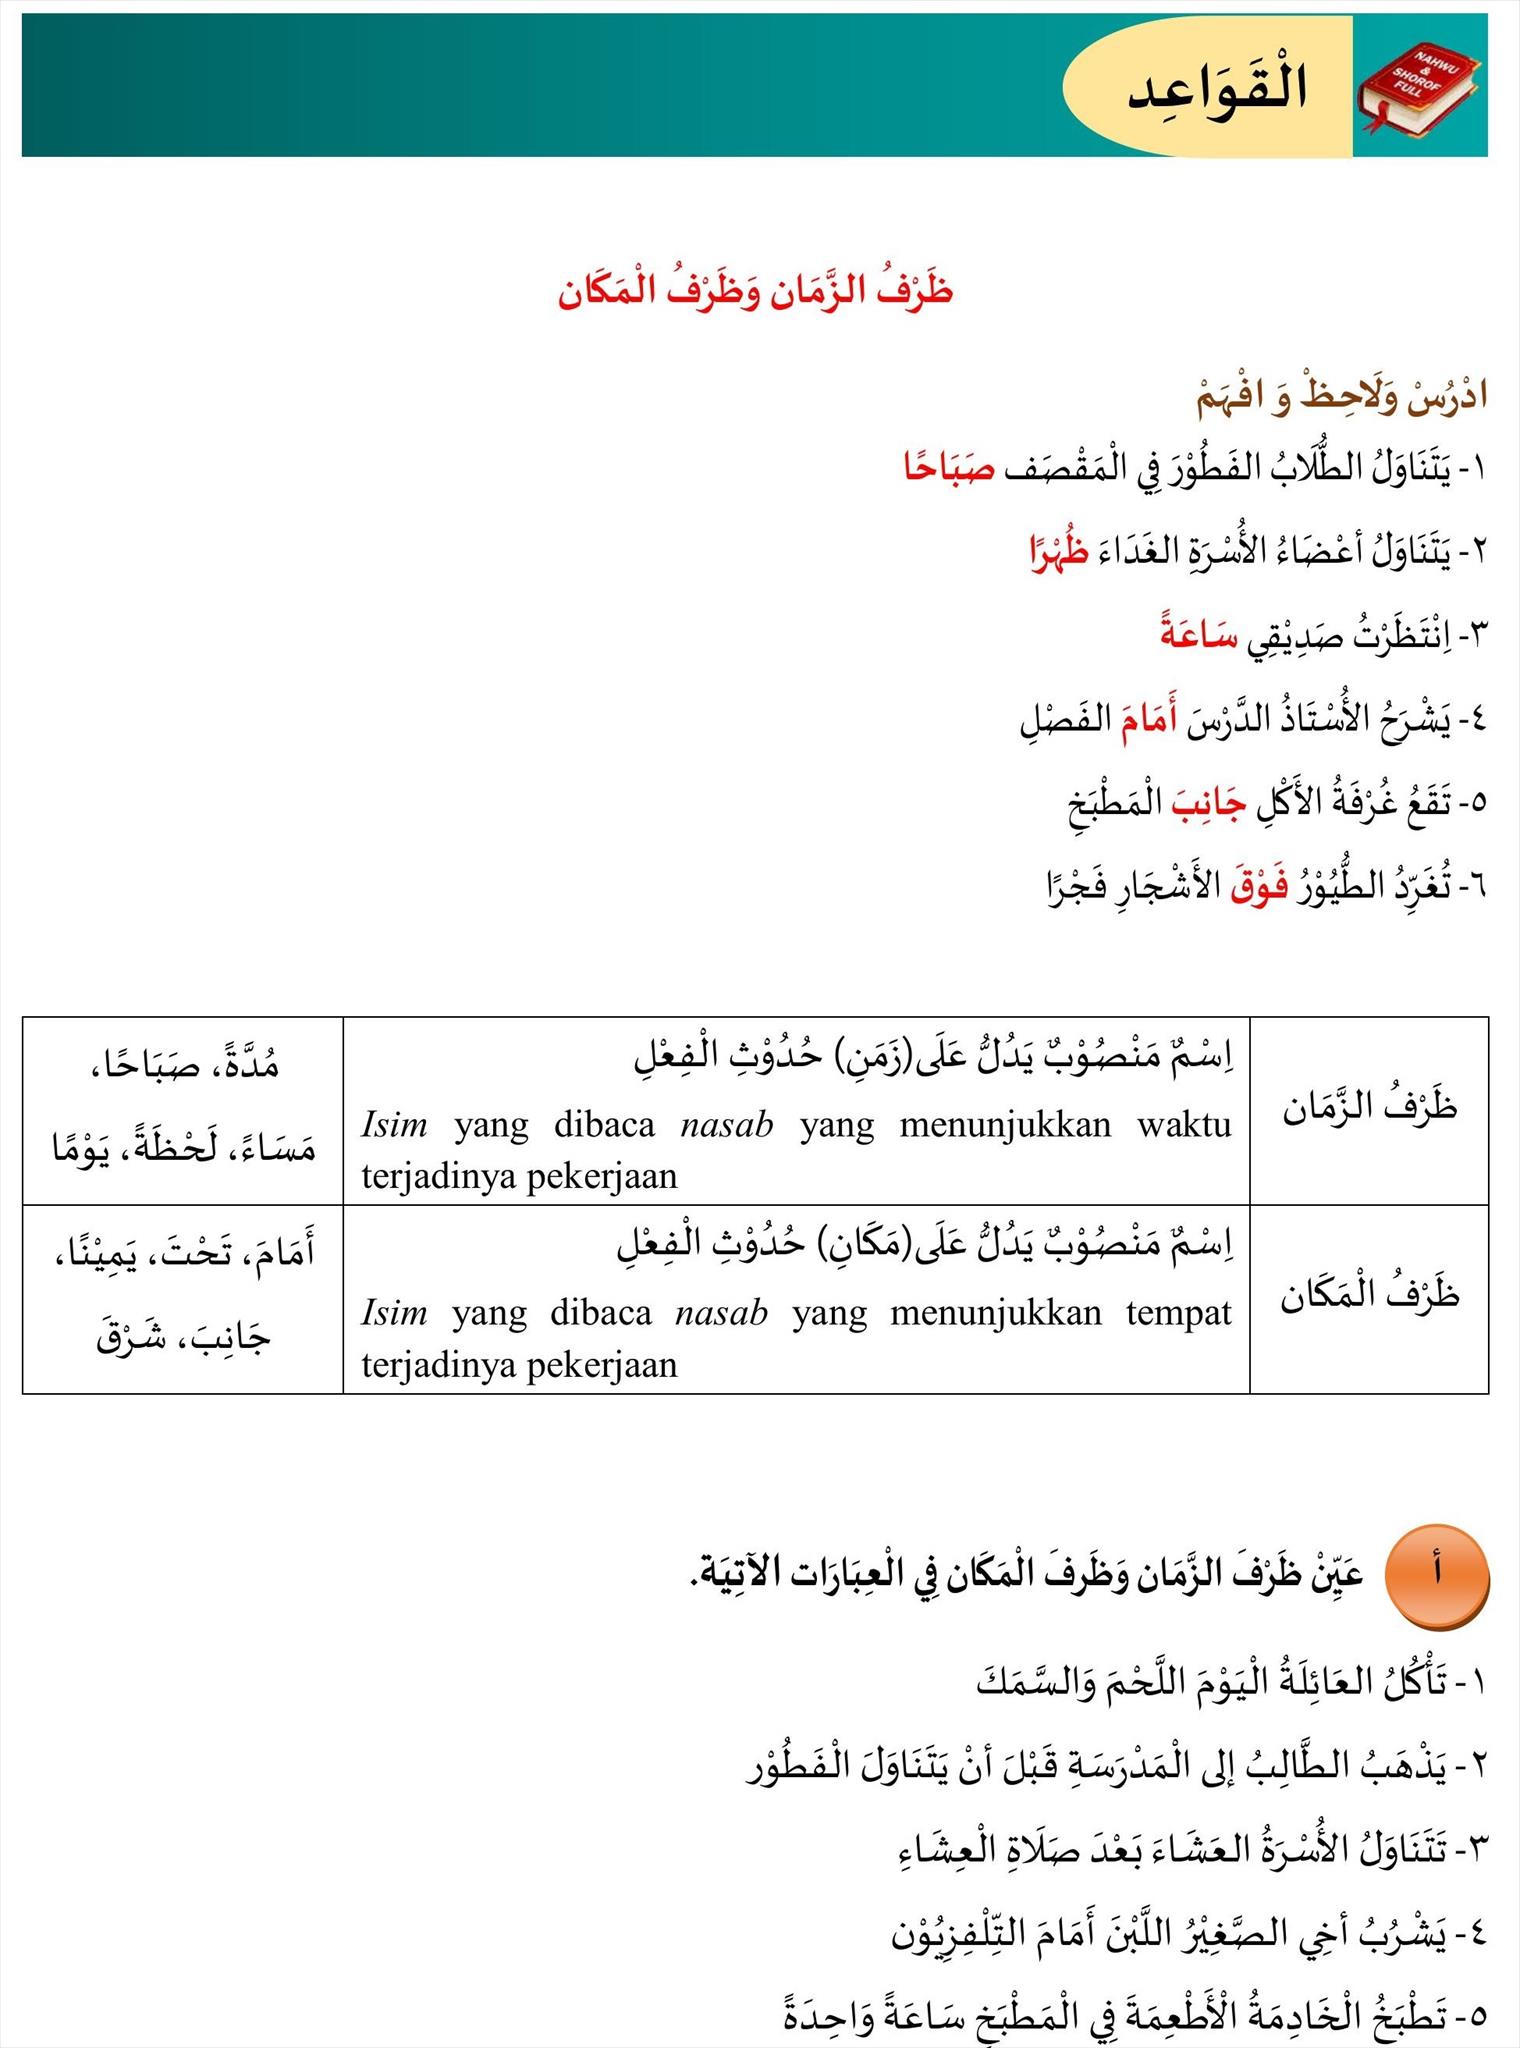 الْقَوَاعِد
NAHWU
&
SHOROF
FULL
ظَرْفُ الزَّمَان وَظَرْفُ الْمَكَان
ادْرُسْ وَلَاحِظْ وَ افْهَمْ
١- يَتَنَاوَلُ الطُّلَابُ الفَطُوْرَ فِي الْمَقْصَف صَبَاحًا
٢- يَتَنَاوَلُ أعْضَاءُ الأُسْرَةِ الغَدَاءَ ظُهْرًا
٣- اِنْتَظَرْتُ صَدِيْقِي سَاعَةً
٤- يَشْرَحُ الأُسْتَاذُ الدَّرْسَ أَمَامَ الفَصْلِ
٥- تَقَعُ غُرْفَةُ الأَكْلِ جَانِبَ الْمَطْبَخِ
٦- تُغَرِّدُ الطُّيُوْرُ فَوْقَ الأَشْجَارِ فَجْرًا
ظَرْفُ الزَّمَان
اِسْمٌ مَنْصُوْبٌ يَدُلُّ عَلَى(زَمَنِ) حُدُوْثِ الْفِعْلِ
Isim yang dibaca nasab yang menunjukkan waktu
terjadinya pekerjaan
مُدَّةً، صَبَاحًا،
مَسَاءً، لَحْظَةً، يَوْمًا
ظَرْفُ الْمَكَان
اِسْمٌ مَنْصُوْبٌ يَدُلُّ عَلَى(مَكَانِ) حُدُوْثِ الْفِعْلِ
Isim yang dibaca nasab yang menunjukkan tempat
terjadinya pekerjaan
أَمَامَ، تَحْتَ، يَمِيْنًا،
جَانِبَ، شَرْقَ
أ
عَيِّنْ ظَرْفَ الزَّمَان وَظَرفَ الْمَكَان فِي الْعِبَارَات الآتِيَة.
١- تَأْكُلُ العَائِلَةُ الْيَوْمَ اللَّحْمَ وَالسَّمَكَ
٢- يَذْهَبُ الطَّالِبُ إلى الْمَدْرَسَةِ قَبْلَ أنْ يَتَنَاوَلَ الْفَطُوْر
٣- تَتَنَاوَلُ الأُسْرَةُ العَشَاءَ بَعْدَ صَلَاةِ الْعِشَاءِ
٤- يَشْرُبُ أخِي الصَّغِيْرُ اللَّبْنَ أَمَامَ التِّلْفِزِيُوْن
٥- تَطْبَخُ الْخَادِمَةُ الْأَطْعِمَةَ فِي الْمَطْبَخِ سَاعَةً وَاحِدَةً